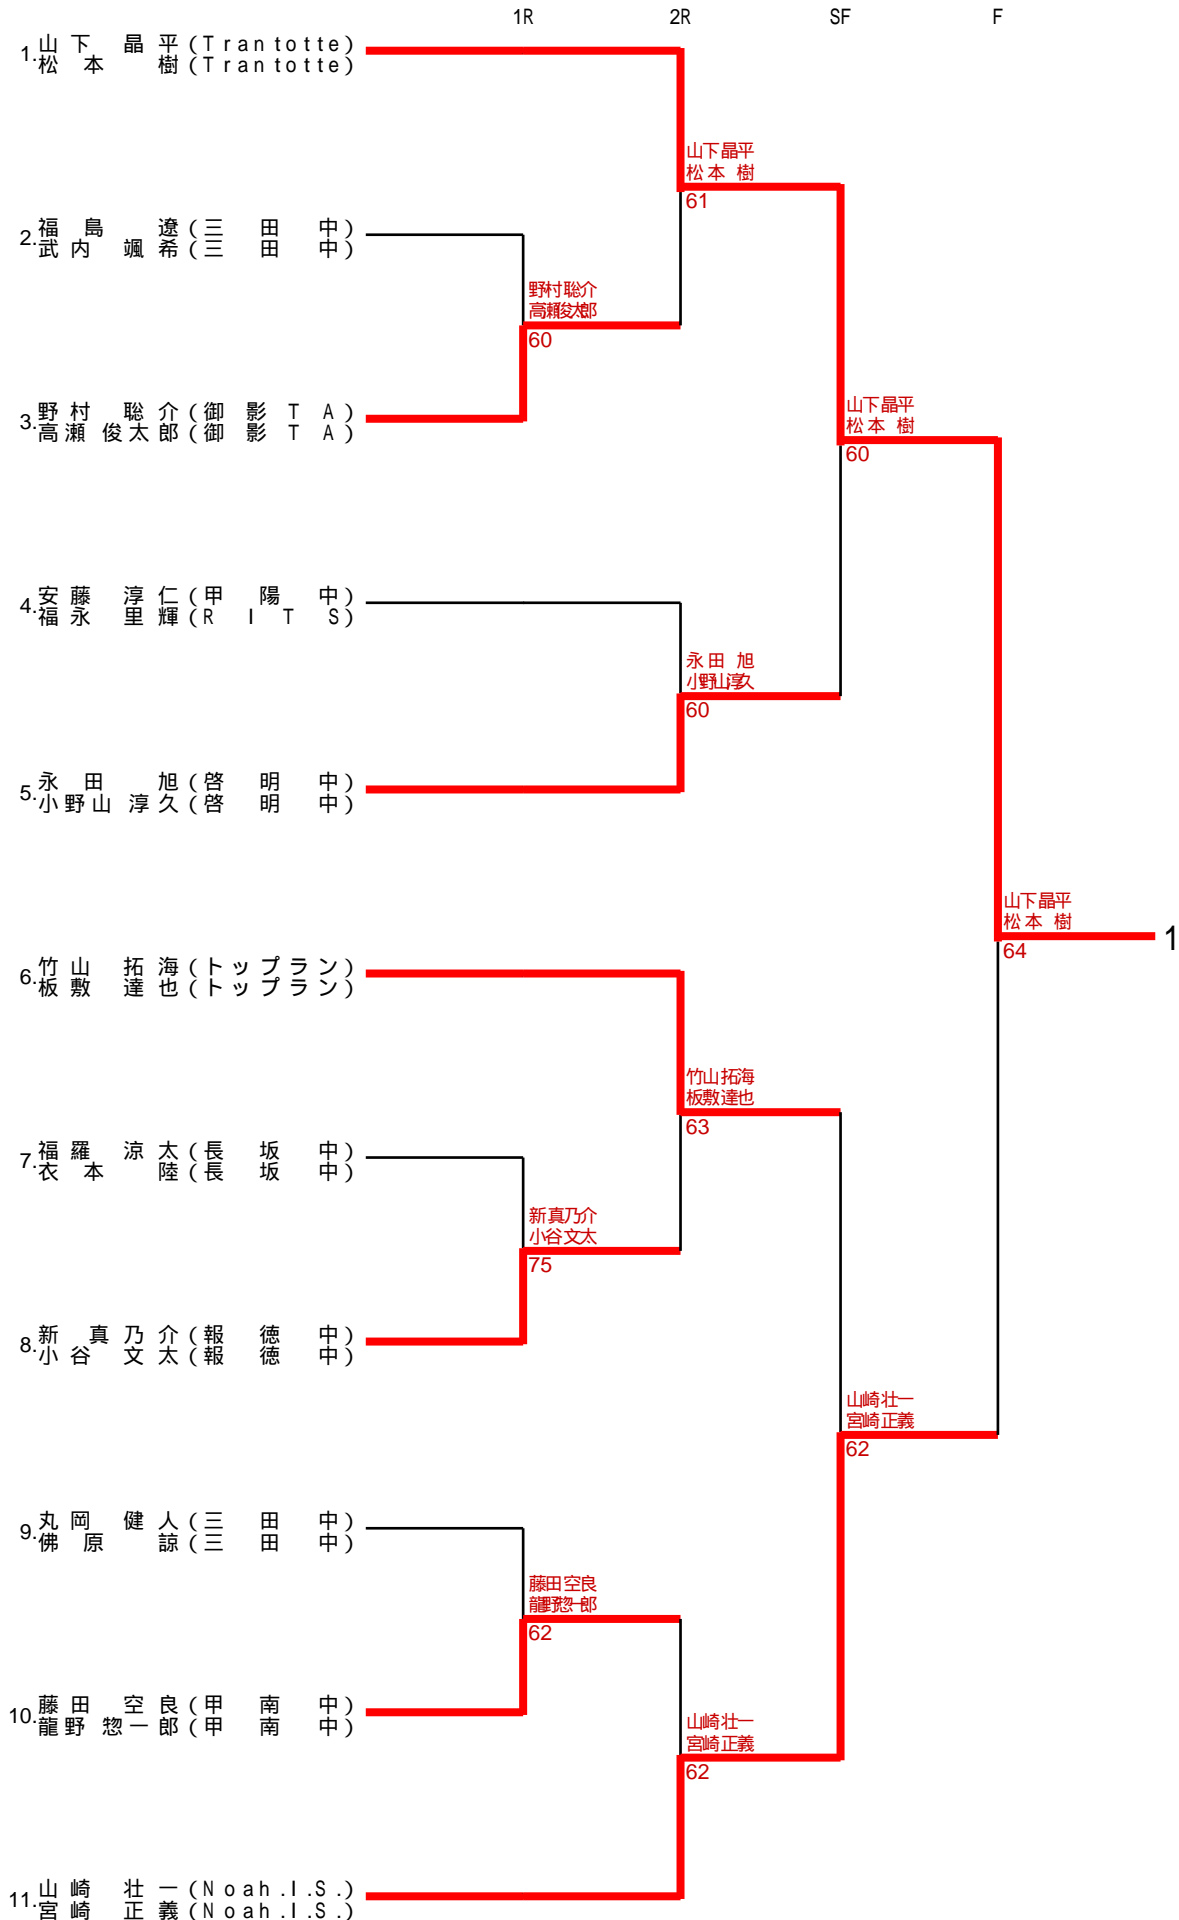 1R 2R SF F
1. 山下 晶平 (Trantotte)
松本 樹 (Trantotte)
山下晶平
松本 樹
61
2. 福島 遼 (三田中)
武内 颯希 (三田中)
野村聡介
高瀬俊太郎
60
3. 野村 聡介 (御影TA)
高瀬 俊太郎 (御影TA)
山下晶平
松本 樹
60
4. 安藤 淳仁 (甲陽中)
福永 里輝 (RITS)
永田 旭
小野山淳久
60
5. 永田 旭 (啓明中)
小野山 淳久 (啓明中)
山下晶平
松本 樹
64
1
6. 竹山 拓海 (トップラン)
板敷 達也 (トップラン)
竹山拓海
板敷達也
63
7. 福羅 涼太 (長坂中)
衣本 陸 (長坂中)
新真乃介
小谷文太
75
8. 新 真乃介 (報徳中)
小谷 文太 (報徳中)
山崎壮一
宮崎正義
62
9. 丸岡 健人 (三田中)
佛原 諒 (三田中)
藤田空良
龍野惣一郎
62
10. 藤田 空良 (甲南中)
龍野 惣一郎 (甲南中)
山崎壮一
宮崎正義
62
11. 山崎 壮一 (Noah.I.S.)
宮崎 正義 (Noah.I.S.)